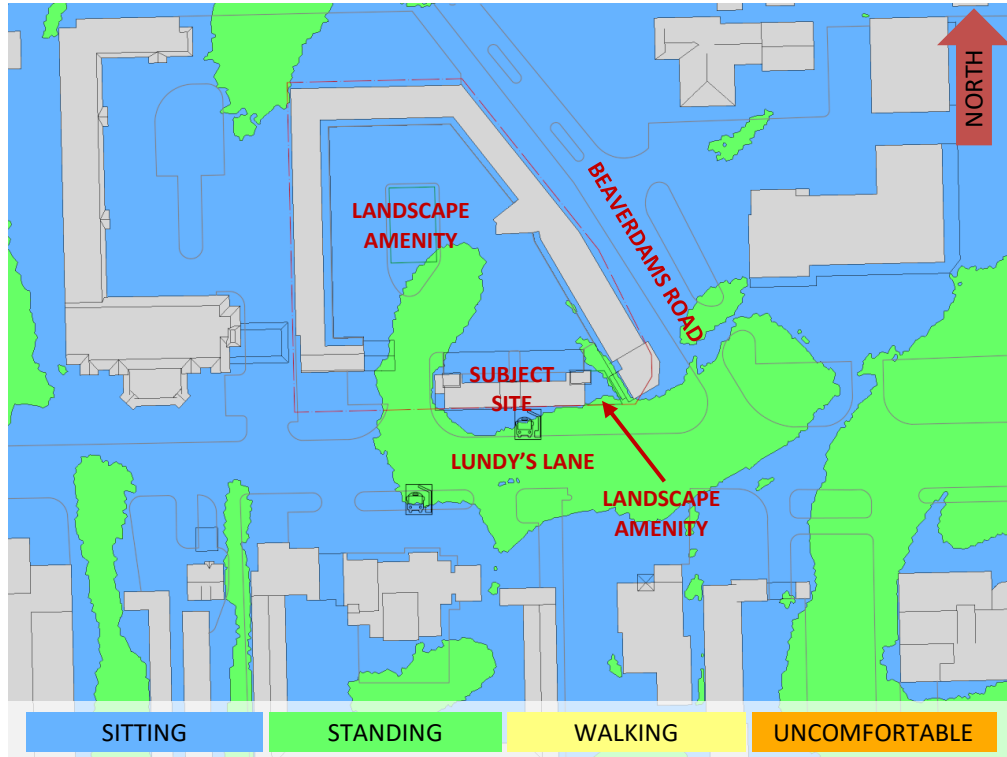 NORTH
BEAVERDAMS ROAD
LANDSCAPE
AMENITY
SUBJECT
SITE
LUNDY'S LANE
LANDSCAPE
AMENITY
SITTING
STANDING
WALKING
UNCOMFORTABLE